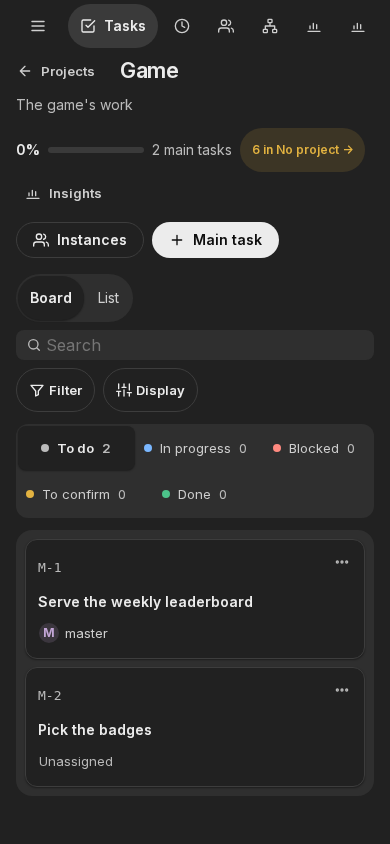 Tasks
Projects
Game
The game's work
0% 2 main tasks 6 in No project →
Insights
Instances
Main task
Board List
Search
Filter Display
To do 2 In progress 0 Blocked 0
To confirm 0 Done 0
M-1
Serve the weekly leaderboard
M master
M-2
Pick the badges
Unassigned